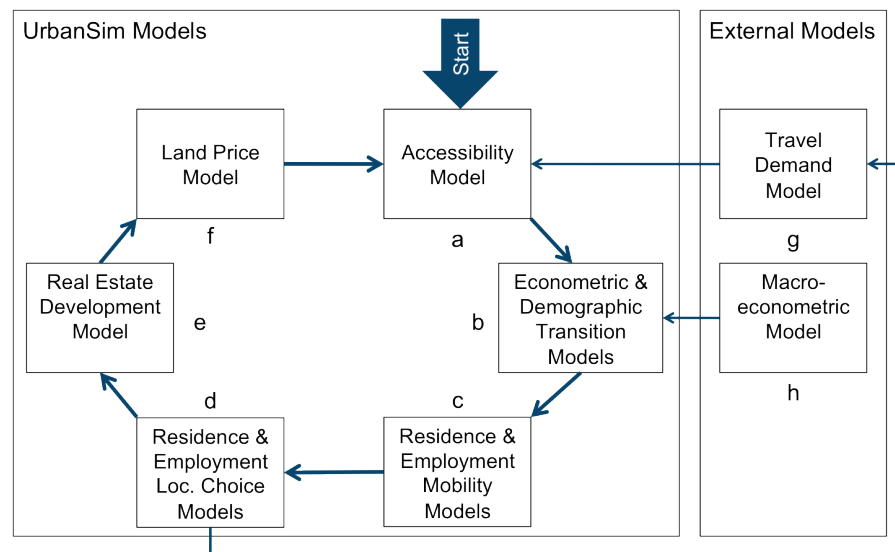 UrbanSim Models
External Models
Start
Land Price
Model
f
Accessibility
Model
a
Travel
Demand
Model
g
Real Estate
Development
Model
e
b
Econometric &
Demographic
Transition
Models
Macro-
econometric
Model
h
d
Residence &
Employment
Loc. Choice
Models
c
Residence &
Employment
Mobility
Models